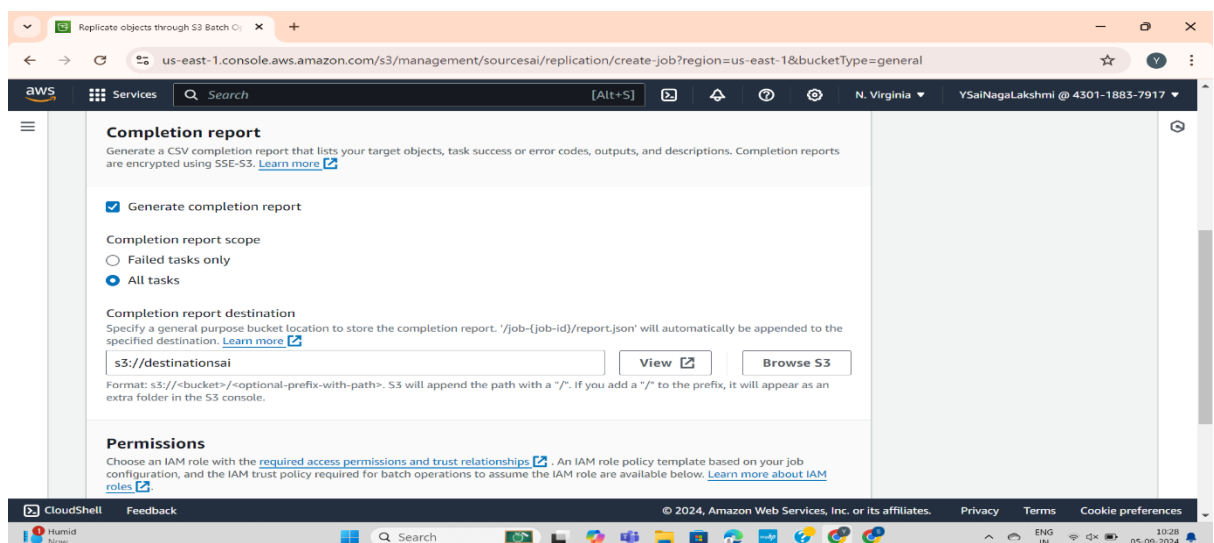 Replicate objects through S3 Batch Op
us-east-1.console.aws.amazon.com/s3/management/sourcesai/replication/create-job?region=us-east-1&bucketType=general
Y
aws
Services
Search
[Alt+S]
N. Virginia
YSaiNagaLakshmi @ 4301-1883-7917
Completion report
Generate a CSV completion report that lists your target objects, task success or error codes, outputs, and descriptions. Completion reports
are encrypted using SSE-S3. Learn more
Generate completion report
Completion report scope
Failed tasks only
All tasks
Completion report destination
Specify a general purpose bucket location to store the completion report. '/job-{job-id}/report.json' will automatically be appended to the
specified destination. Learn more
s3://destinationsai
View
Browse S3
Format: s3://<bucket>/<optional-prefix-with-path>. S3 will append the path with a "/". If you add a "/" to the prefix, it will appear as an
extra folder in the S3 console.
Permissions
Choose an IAM role with the required access permissions and trust relationships . An IAM role policy template based on your job
configuration, and the IAM trust policy required for batch operations to assume the IAM role are available below. Learn more about IAM
roles .
CloudShell
Feedback
© 2024, Amazon Web Services, Inc. or its affiliates.
Privacy
Terms
Cookie preferences
1
Humid
Now
Search
ENG
IN
10:28
05-09-2024